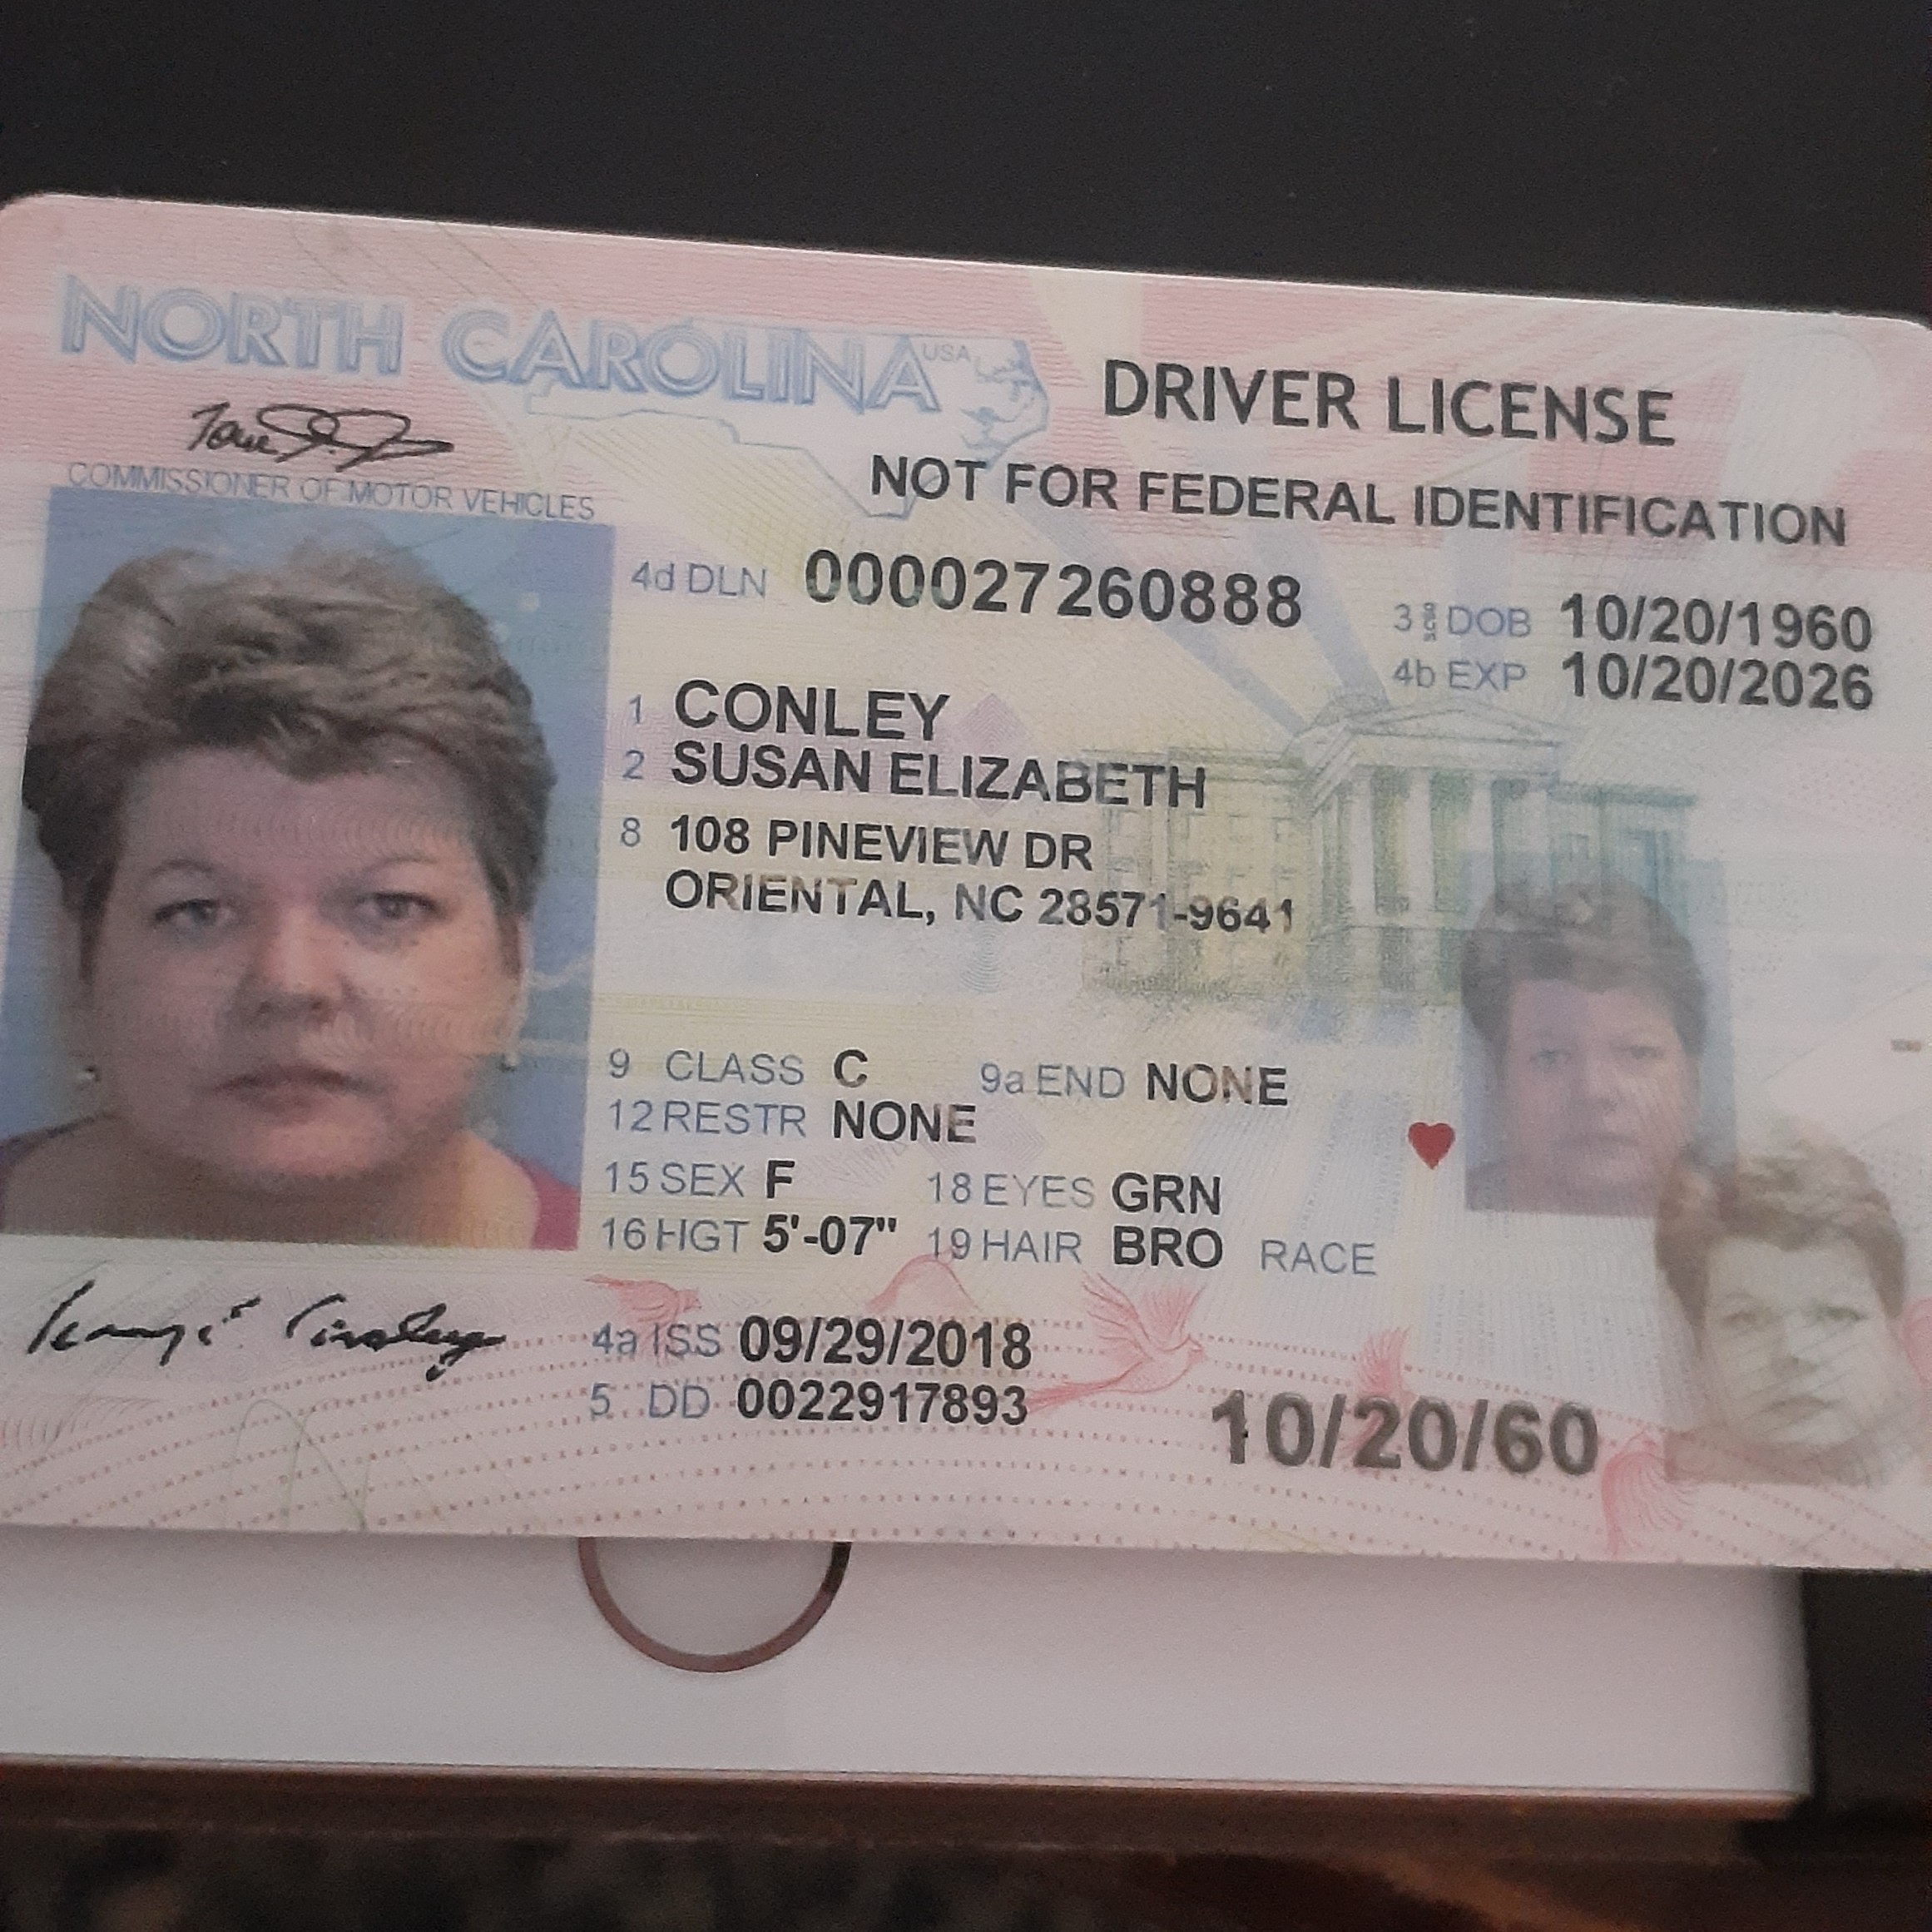 NORTH CAROLINA USA
DRIVER LICENSE
COMMISSIONER OF MOTOR VEHICLES
NOT FOR FEDERAL IDENTIFICATION
4d DLN 000027260888
3 DOB 10/20/1960
4b EXP 10/20/2026
1 CONLEY
2 SUSAN ELIZABETH
8 108 PINEVIEW DR
ORIENTAL, NC 28571-9641
9 CLASS C 9a END NONE
12 RESTR NONE
15 SEX F 18 EYES GRN
16 HGT 5'-07" 19 HAIR BRO RACE
4a ISS 09/29/2018
5 DD 0022917893
10/20/60